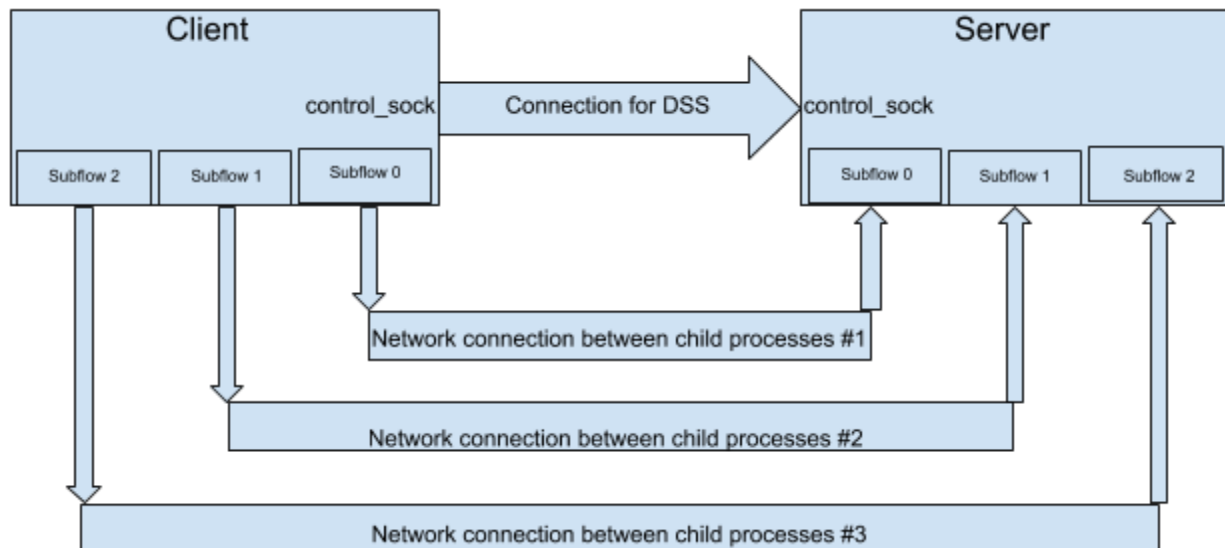 Client
Server
control_sock
Connection for DSS
control_sock
Subflow 2
Subflow 1
Subflow 0
Subflow 0
Subflow 1
Subflow 2
Network connection between child processes #1
Network connection between child processes #2
Network connection between child processes #3